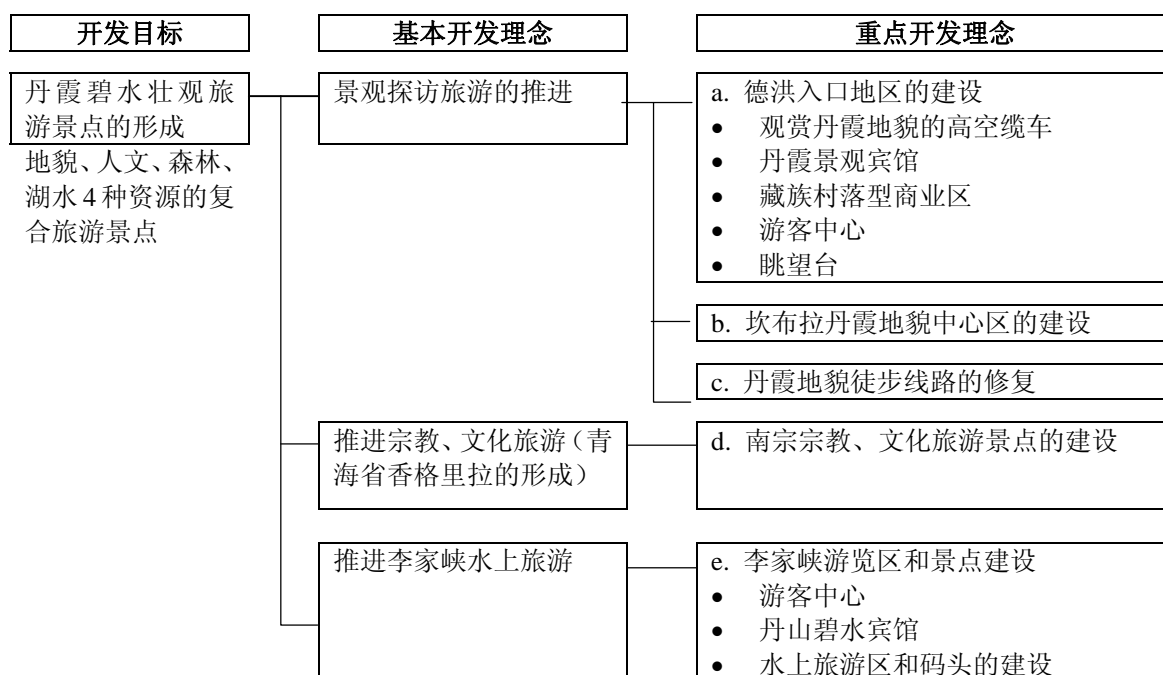 开发目标
基本开发理念
重点开发理念
丹霞碧水壮观旅
游景点的形成
地貌、人文、森林、
湖水 4 种资源的复
合旅游景点
景观探访旅游的推进
a. 德洪入口地区的建设
• 观赏丹霞地貌的高空缆车
• 丹霞景观宾馆
• 藏族村落型商业区
• 游客中心
• 眺望台
b. 坎布拉丹霞地貌中心区的建设
c. 丹霞地貌徒步线路的修复
推进宗教、文化旅游（青
海省香格里拉的形成）
d. 南宗宗教、文化旅游景点的建设
推进李家峡水上旅游
e. 李家峡游览区和景点建设
• 游客中心
• 丹山碧水宾馆
• 水上旅游区和码头的建设